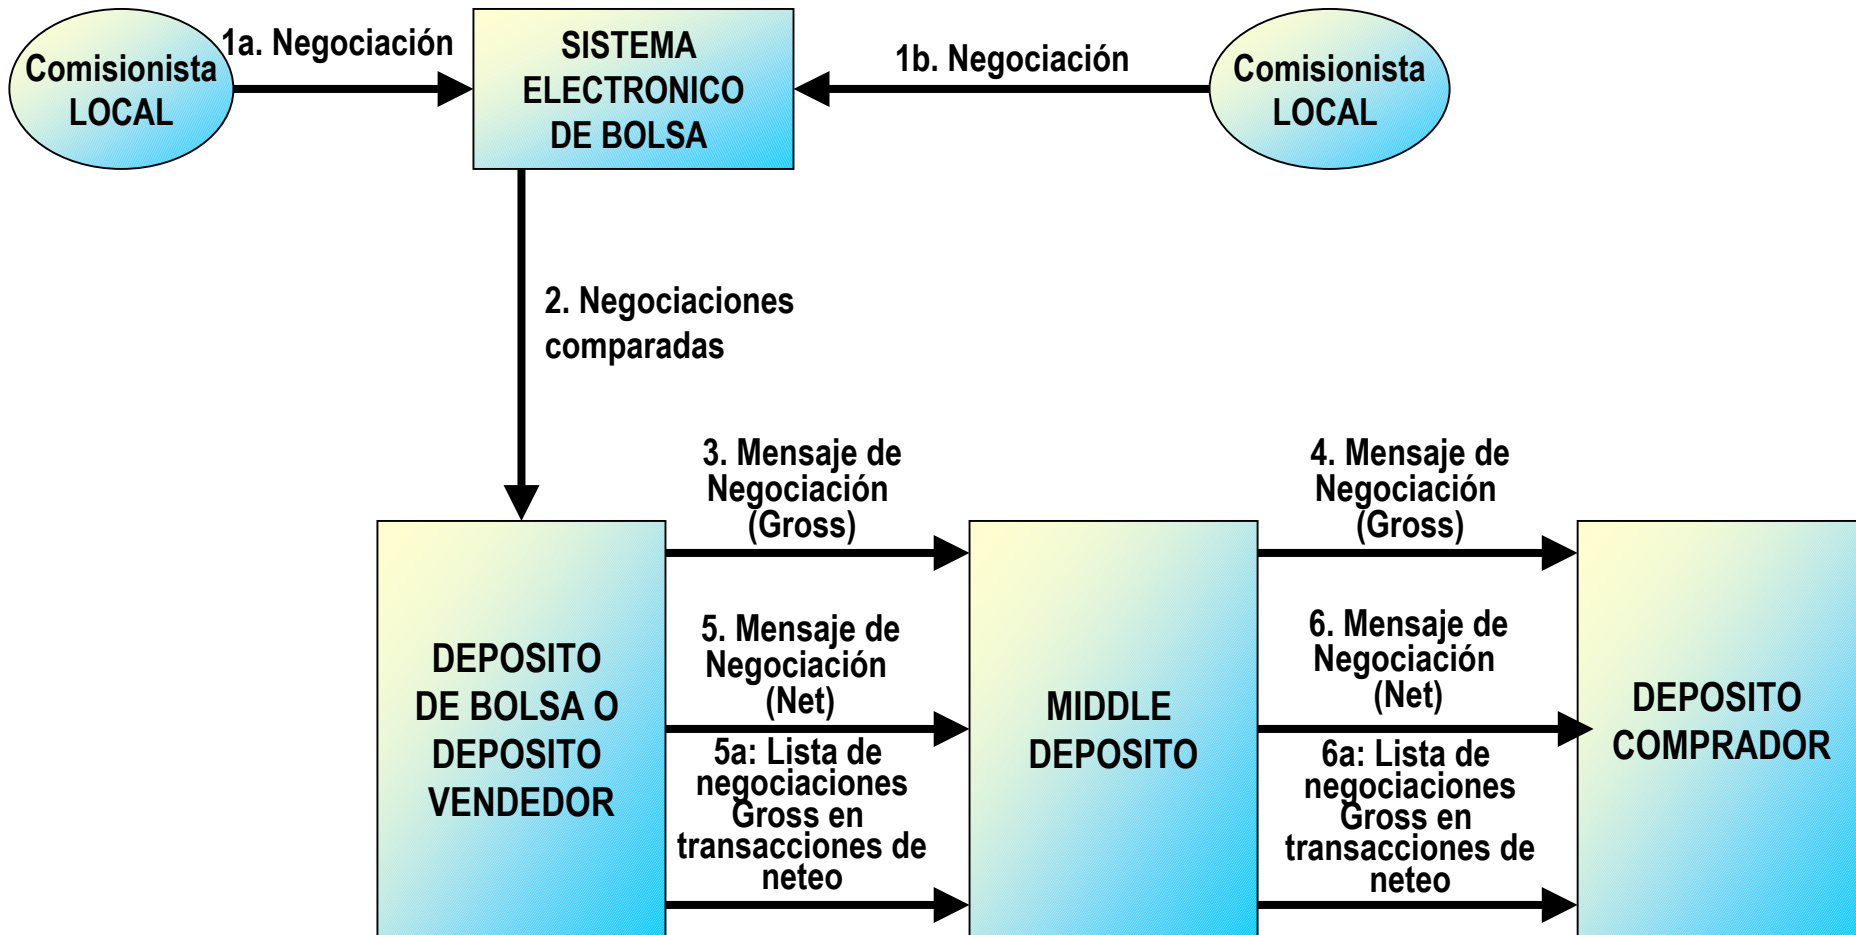 Comisionista
LOCAL
1a. Negociación
SISTEMA
ELECTRONICO
DE BOLSA
1b. Negociación
Comisionista
LOCAL
2. Negociaciones
comparadas
3. Mensaje de
Negociación
(Gross)
4. Mensaje de
Negociación
(Gross)
DEPOSITO
DE BOLSA O
DEPOSITO
VENDEDOR
5. Mensaje de
Negociación
(Net)
5a: Lista de
negociaciones
Gross en
transacciones de
neteo
MIDDLE
DEPOSITO
6. Mensaje de
Negociación
(Net)
6a: Lista de
negociaciones
Gross en
transacciones de
neteo
DEPOSITO
COMPRADOR